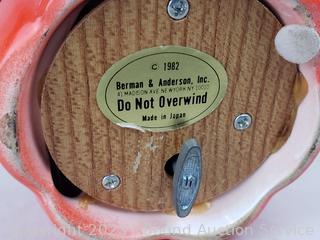 © 1982
Berman & Anderson, Inc.
41 MADISON AVE NEW YORK NY 10010
Do Not Overwind
Made in Japan
Copyright 202 Auction Service